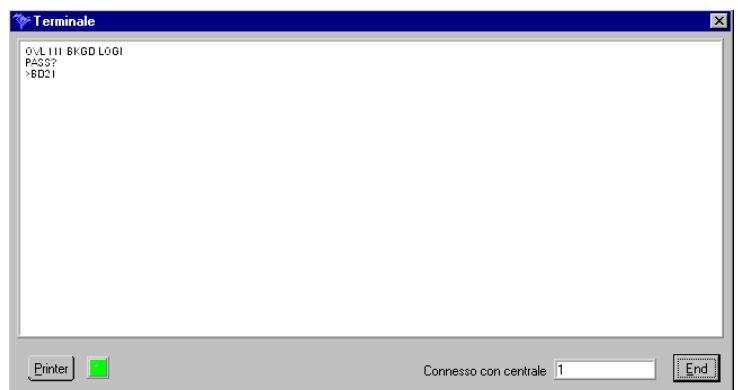 Terminale
OVL111 BKGD LOGI
PASS?
>BD21
Printer
Connesso con centrale 1
End